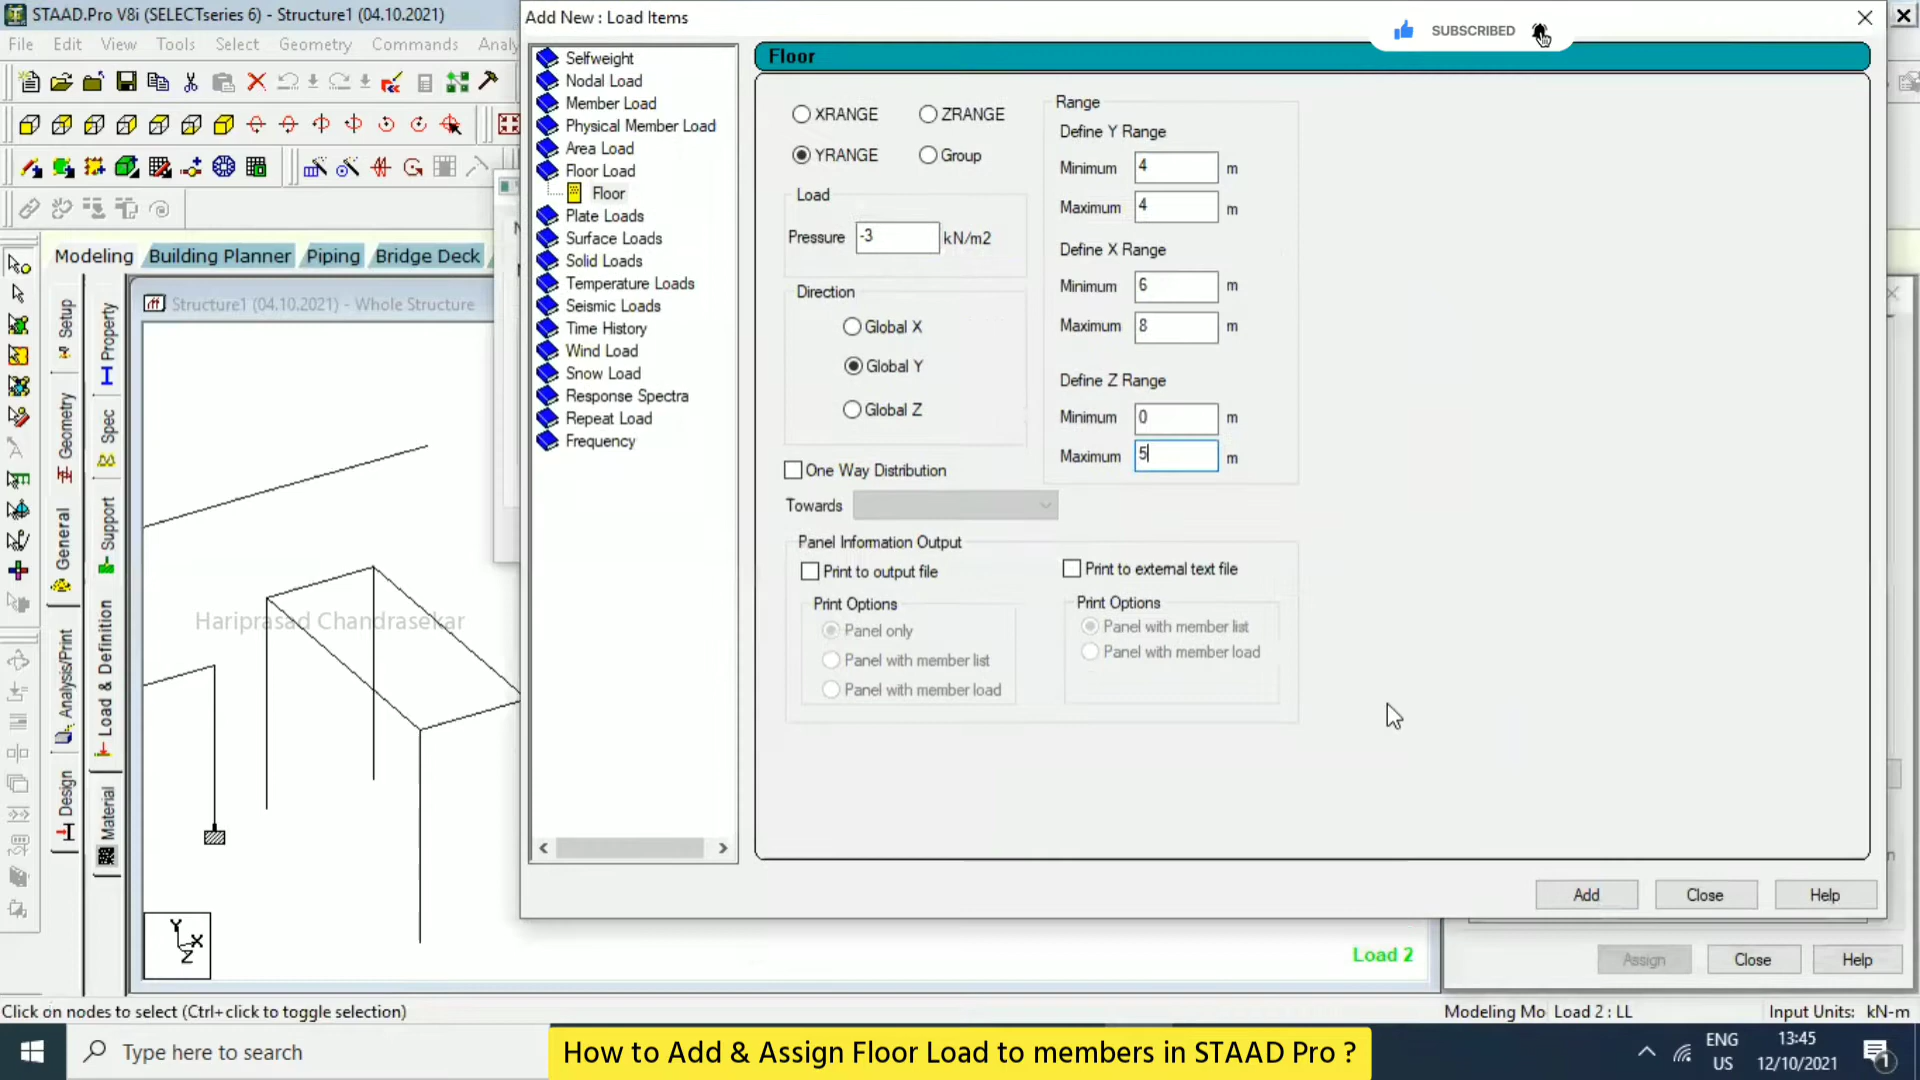 STAAD.Pro V8i (SELECTseries 6) - Structure1 (04.10.2021)
Add New : Load Items
SUBSCRIBED
File Edit View Tools Select Geometry Commands Analy
Modeling Building Planner Piping Bridge Deck
Structure1 (04.10.2021) - Whole Structure
Setup
Geometry
General
Analysis/Print
Design
Property
Spec
Support
Load & Definition
Material
Hariprasad Chandrasekar
Y
X
Z
Load 2
Selfweight
Nodal Load
Member Load
Physical Member Load
Area Load
Floor Load
Floor
Plate Loads
Surface Loads
Solid Loads
Temperature Loads
Seismic Loads
Time History
Wind Load
Snow Load
Response Spectra
Repeat Load
Frequency
Floor
XRANGE ZRANGE
YRANGE Group
Load
Pressure -3 kN/m2
Direction
Global X
Global Y
Global Z
One Way Distribution
Towards
Range
Define Y Range
Minimum 4 m
Maximum 4 m
Define X Range
Minimum 6 m
Maximum 8 m
Define Z Range
Minimum 0 m
Maximum 5 m
Panel Information Output
Print to output file
Print Options
Panel only
Panel with member list
Panel with member load
Print to external text file
Print Options
Panel with member list
Panel with member load
Add Close Help
Assign Close Help
Click on nodes to select (Ctrl+click to toggle selection)
Modeling Mo Load 2 : LL Input Units: kN-m
Type here to search
How to Add & Assign Floor Load to members in STAAD Pro ?
ENG
US
13:45
12/10/2021
1